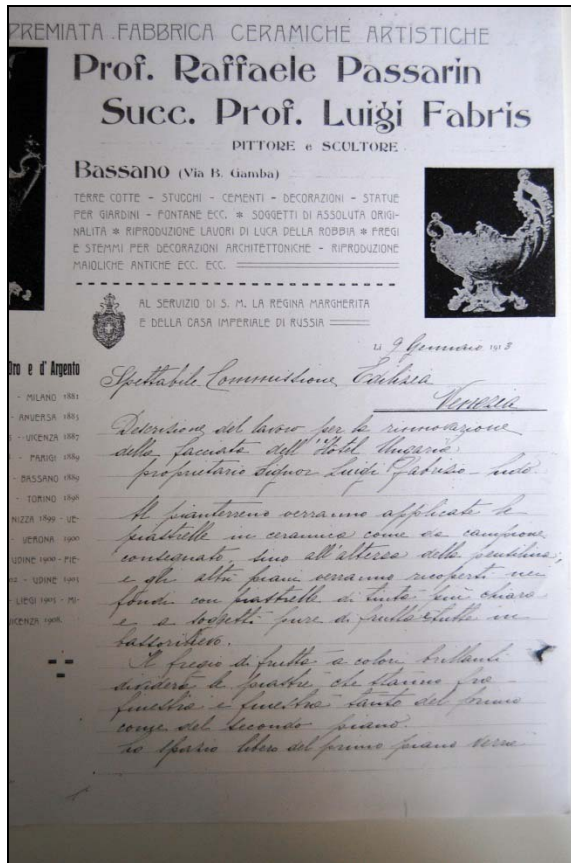 PREMIATA FABBRICA CERAMICHE ARTISTICHE
Prof. Raffaele Passarin
Succ. Prof. Luigi Fabris
PITTORE e SCULTORE
Bassano (Via B. Gamba)
TERRE COTTE - STUCCHI - CEMENTI - DECORAZIONI - STATUE
PER GIARDINI - FONTANE ECC. * SOGGETTI DI ASSOLUTA ORIGI-
NALITA * RIPRODUZIONE LAVORI DI LUCA DELLA ROBBIA * FREGI
E STEMMI PER DECORAZIONI ARCHITETTONICHE - RIPRODUZIONE
MAIOLICHE ANTICHE ECC. ECC.
AL SERVIZIO DI S. M. LA REGINA MARGHERITA
E DELLA CASA IMPERIALE DI RUSSIA
Li 9 Gennaio 1913
Oro e d'Argento
- MILANO 1881
- ANVERSA 1885
- VICENZA 1887
- PARIGI 1889
- BASSANO 1889
- TORINO 1898
NIZZA 1899 - VE-
- VERONA 1900
UDINE 1900 - FIE-
- UDINE 1903
- LIEGI 1905 - MI-
VICENZA 1908.
Spettabile Commissione Edilizia
Venezia
Descrizione del lavoro per la rinnovazione
della facciata dell'Hotel Ungaria
proprietario Signor Luigi Fabrizio - Lido.
Al pianterreno verranno applicate le
piastrelle in ceramica come da campione
consegnato, sino all'altezza della pensilina,
e gli altri piani verranno ricoperti nei
fondi con piastrelle di tinta più chiara
e a soggetti pure di frutta tutte in
bassorilievo.
Il fregio di frutta a colori brillanti
dividerà le piastre che stanno fra
finestra e finestra tanto del primo
come del secondo piano.
Lo spazio libero del primo piano verrà